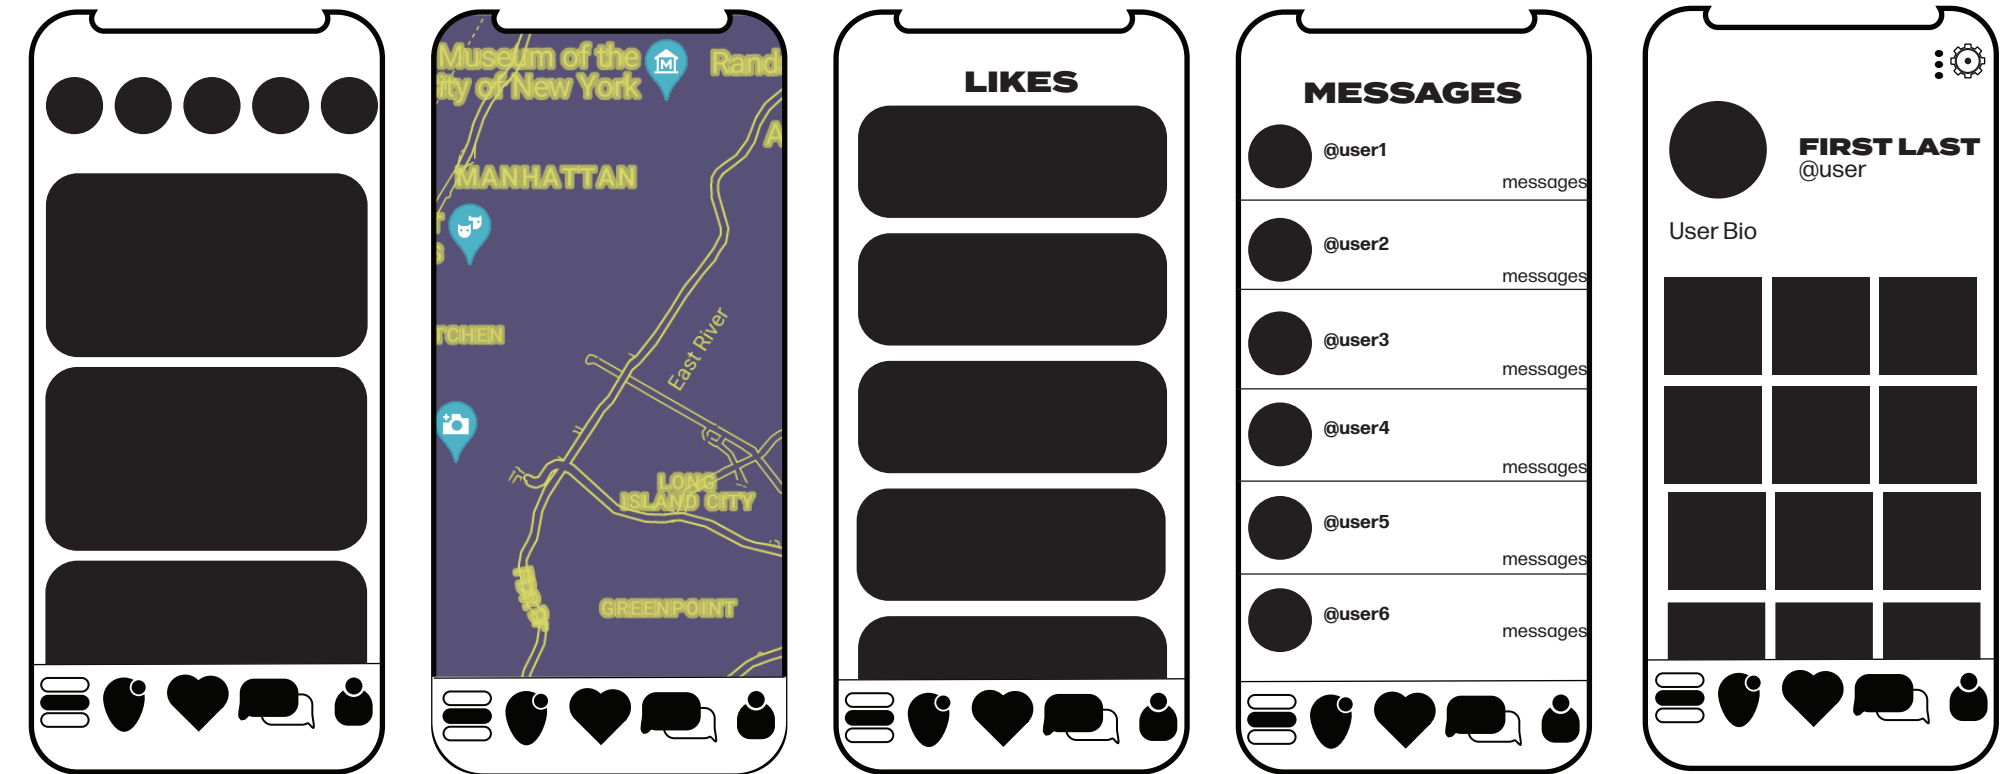 Museum of the
ity of New York
Rand
A
MANHATTAN
TCHEN
East River
LONG
ISLAND CITY
GREENPOINT
LIKES
MESSAGES
@user1
messages
@user2
messages
@user3
messages
@user4
messages
@user5
messages
@user6
messages
FIRST LAST
@user
User Bio